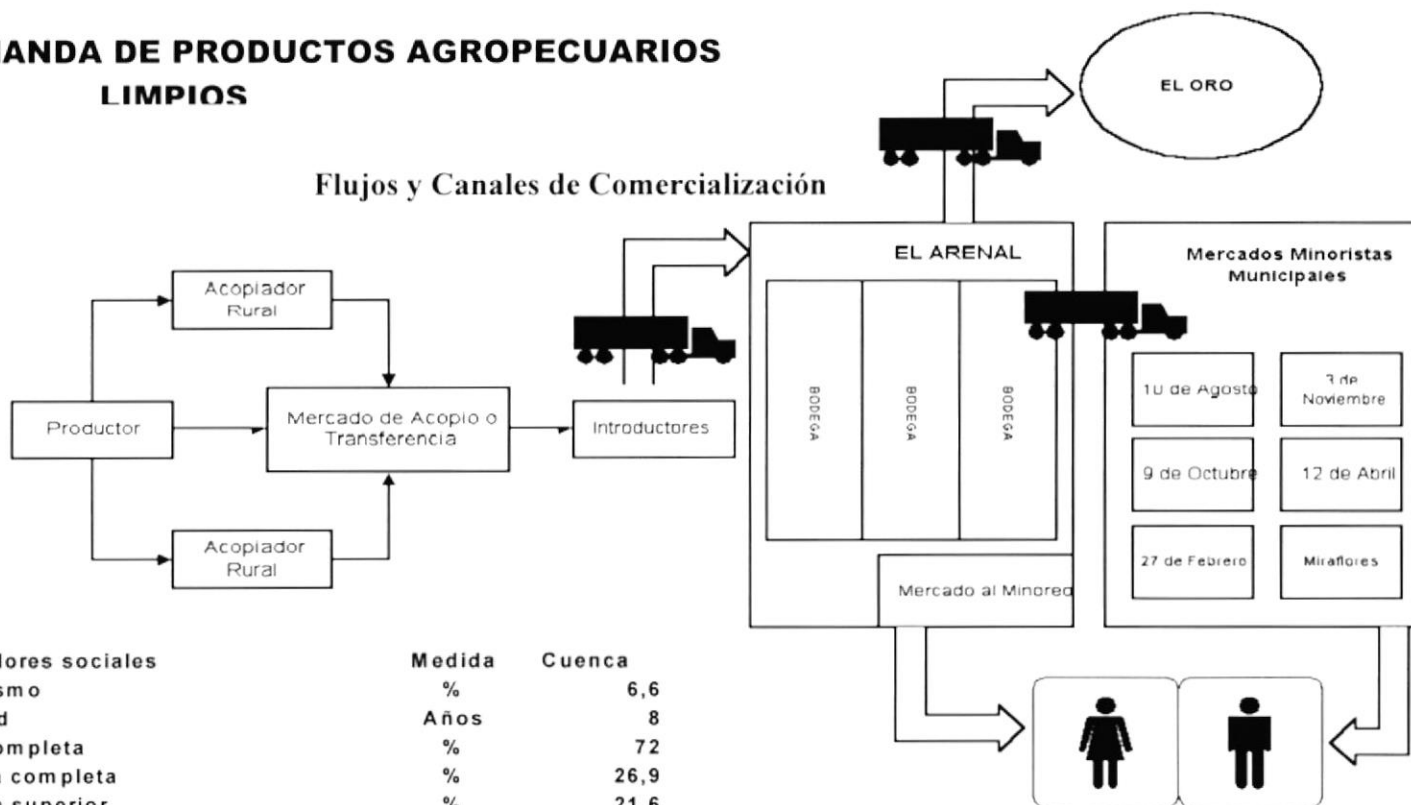 ANDA DE PRODUCTOS AGROPECUARIOS
LIMPIOS
Flujos y Canales de Comercialización
EL ORO
EL ARENAL
Mercados Minoristas
Municipales
Acopiador
Rural
Productor
Mercado de Acopio o
Transferencia
Introductores
Acopiador
Rural
BODEGA
BODEGA
BODEGA
Mercado al Minoreo
10 de Agosto
3 de
Noviembre
9 de Octubre
12 de Abril
27 de Febrero
Miraflores
dores sociales Medida Cuenca
smo % 6,6
d Años 8
ompleta % 72
a completa % 26,9
n superior % 21,6